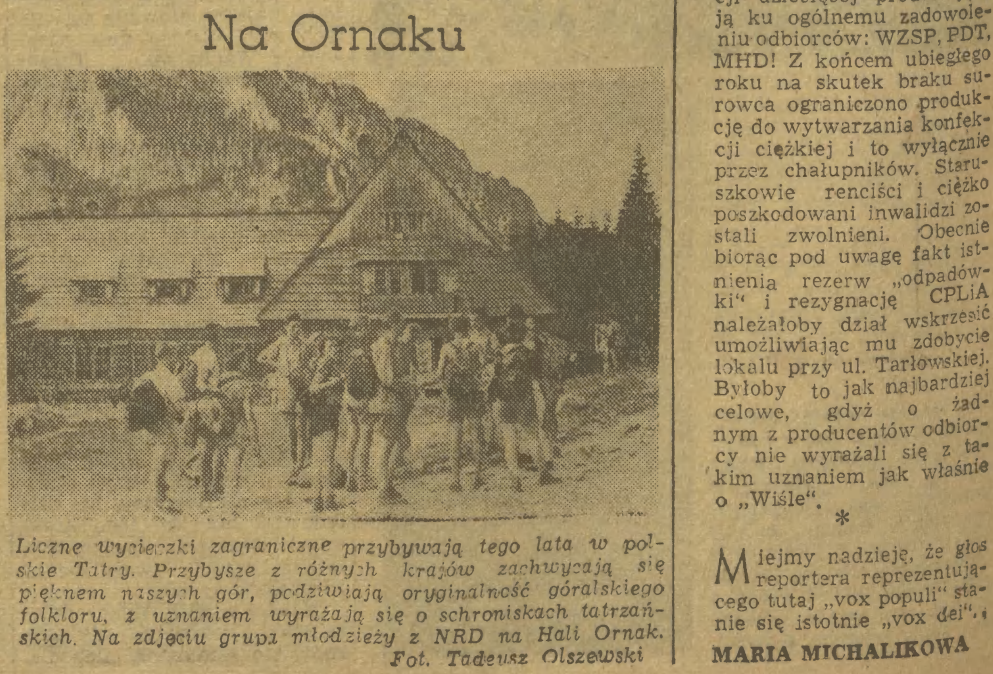 Na Ornaku
Liczne wycieczki zagraniczne przybywają tego lata w pol-
skie Tatry. Przybysze z różnych krajów zachwycają się
pięknem naszych gór, podziwiają oryginalność góralskiego
folkloru, z uznaniem wyrażają się o schroniskach tatrzań-
skich. Na zdjęciu grupa młodzieży z NRD na Hali Ornak.
Fot. Tadeusz Olszewski
ją ku ogólnemu zadowole-
niu odbiorców: WZSP, PDT,
MHD! Z końcem ubiegłego
roku na skutek braku su-
rowca ograniczono produk-
cję do wytwarzania konfek-
cji ciężkiej i to wyłącznie
przez chałupników. Staru-
szkowie renciści i ciężko
poszkodowani inwalidzi zo-
stali zwolnieni. Obecnie
biorąc pod uwagę fakt ist-
nienia rezerw „odpadów-
ki" i rezygnację CPLiA
należałoby dział wskrzesić
umożliwiając mu zdobycie
lokalu przy ul. Tarłowskiej.
Byłoby to jak najbardziej
celowe, gdyż o żad-
nym z producentów odbior-
cy nie wyrażali się z ta-
kim uznaniem jak właśnie
o „Wiśle".
*
Miejmy nadzieję, że głos
reportera reprezentują-
cego tutaj „vox populi" sta-
nie się istotnie „vox dei".
MARIA MICHALIKOWA